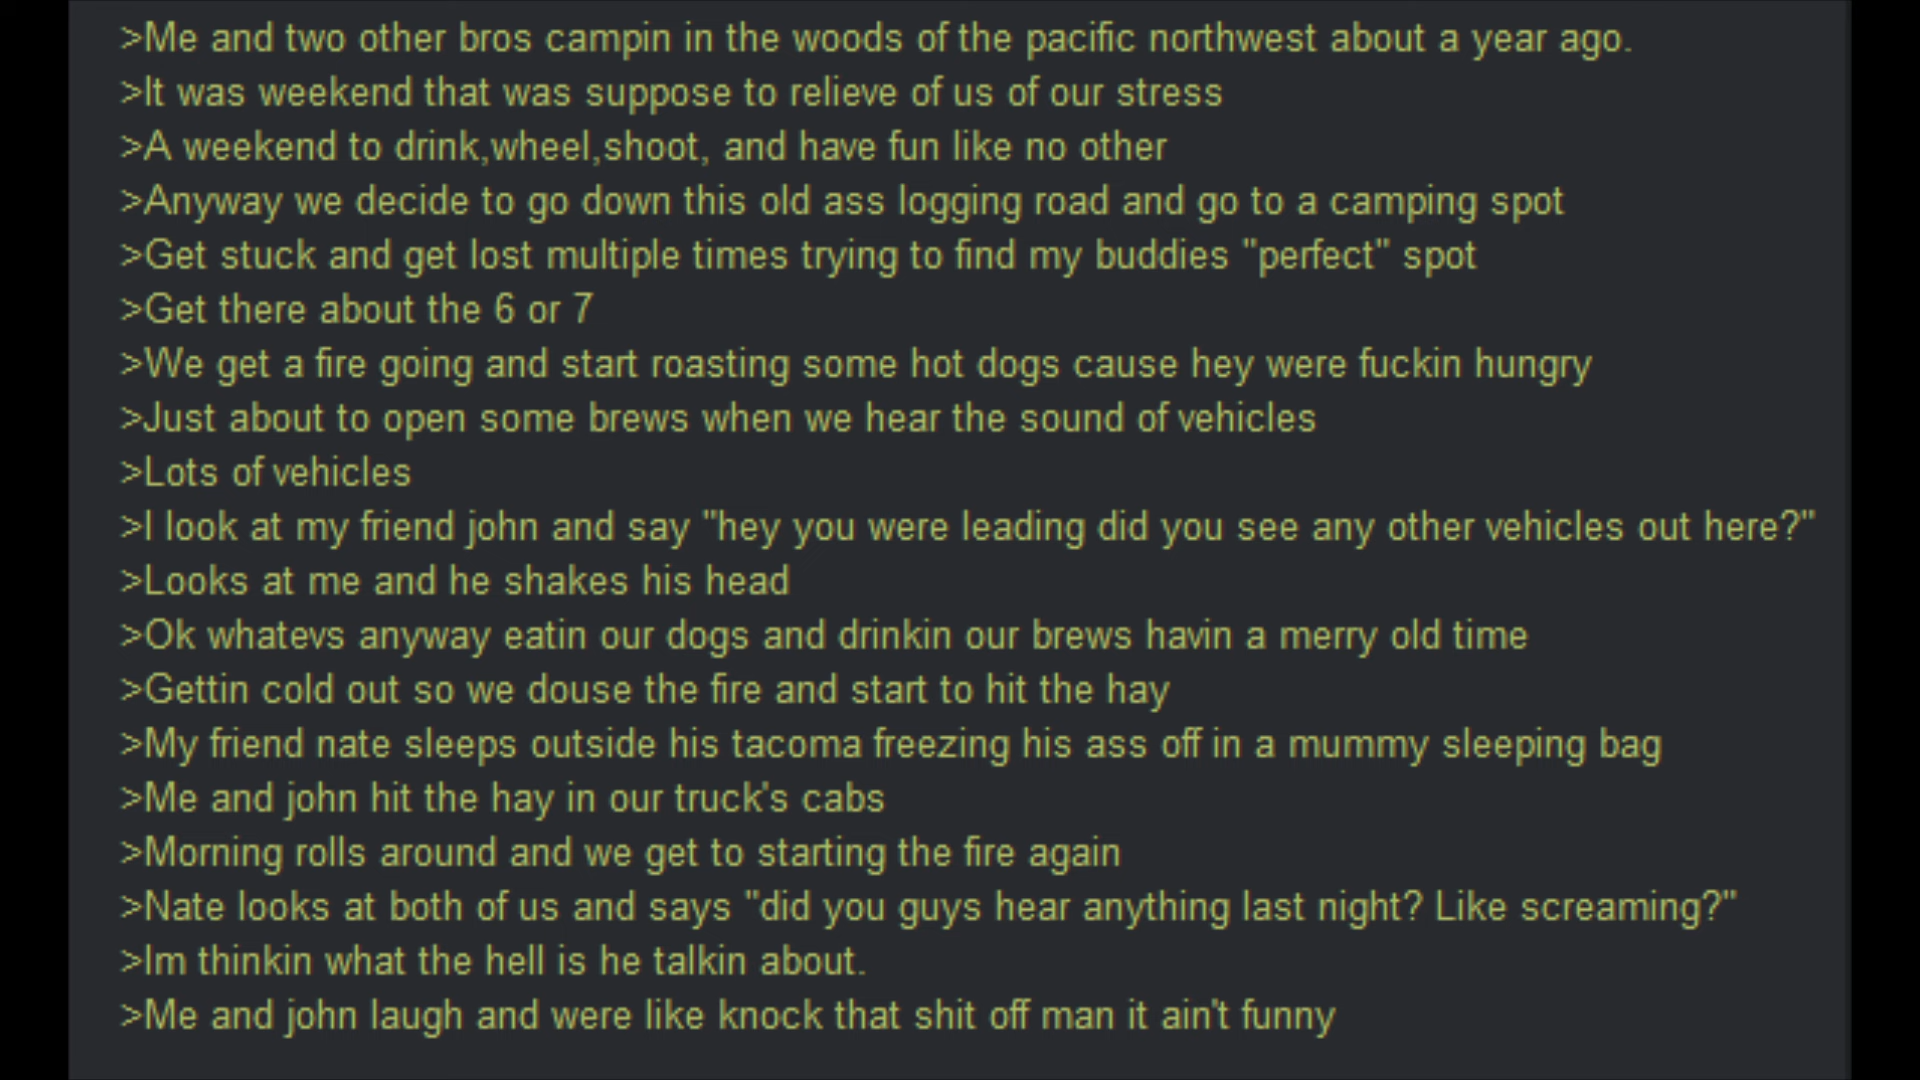 >Me and two other bros campin in the woods of the pacific northwest about a year ago.
>It was weekend that was suppose to relieve of us of our stress
>A weekend to drink,wheel,shoot, and have fun like no other
>Anyway we decide to go down this old ass logging road and go to a camping spot
>Get stuck and get lost multiple times trying to find my buddies "perfect" spot
>Get there about the 6 or 7
>We get a fire going and start roasting some hot dogs cause hey were fuckin hungry
>Just about to open some brews when we hear the sound of vehicles
>Lots of vehicles
>I look at my friend john and say "hey you were leading did you see any other vehicles out here?"
>Looks at me and he shakes his head
>Ok whatevs anyway eatin our dogs and drinkin our brews havin a merry old time
>Gettin cold out so we douse the fire and start to hit the hay
>My friend nate sleeps outside his tacoma freezing his ass off in a mummy sleeping bag
>Me and john hit the hay in our truck's cabs
>Morning rolls around and we get to starting the fire again
>Nate looks at both of us and says "did you guys hear anything last night? Like screaming?"
>Im thinkin what the hell is he talkin about.
>Me and john laugh and were like knock that shit off man it ain't funny